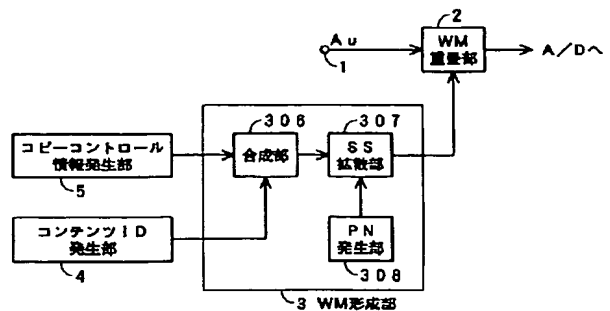 2
Au
WM
重畳部
A/Dへ
1
306
307
コピーコントロール
情報発生部
合成部
SS
拡散部
5
コンテンツID
発生部
PN
発生部
4
308
3 WM形成部